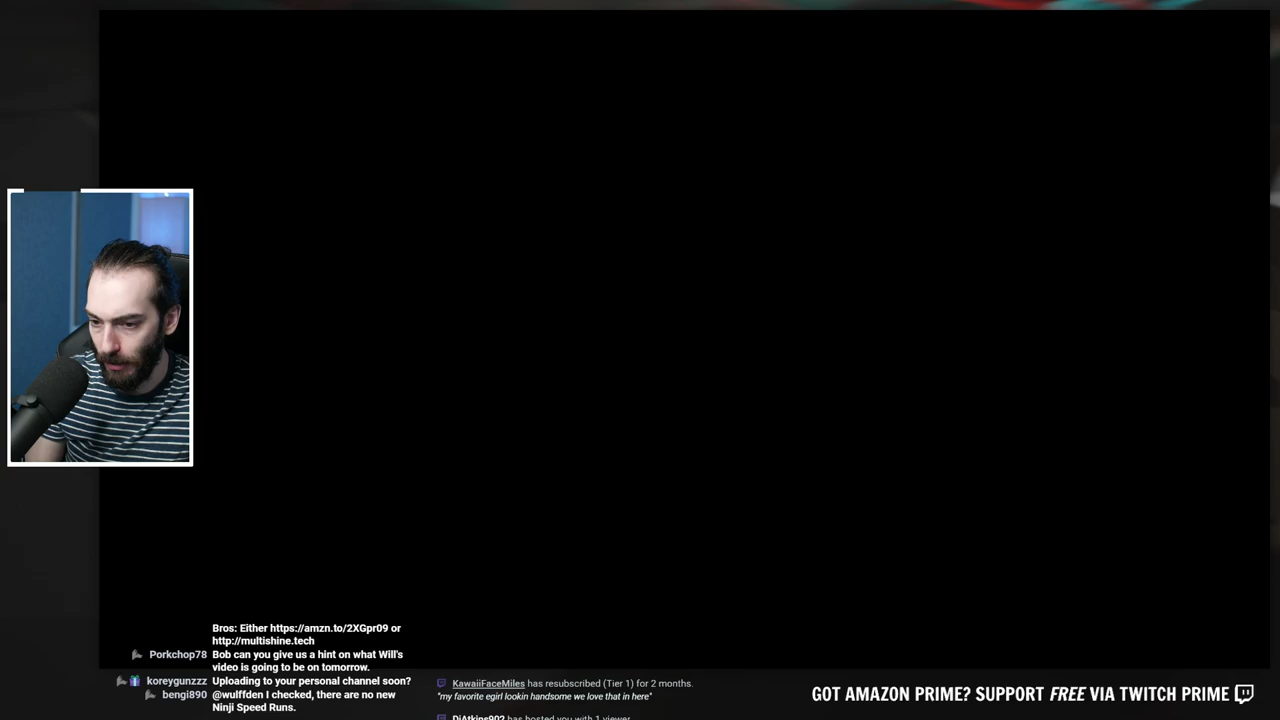 Bros: Either https://amzn.to/2XGpr09 or
http://multishine.tech
Porkchop78 Bob can you give us a hint on what Will's
video is going to be on tomorrow.
koreygunzzz Uploading to your personal channel soon?
bengi890 @wulffden I checked, there are no new
Ninji Speed Runs.
KawaiiFaceMiles has resubscribed (Tier 1) for 2 months.
"my favorite egirl lookin handsome we love that in here"
DjAtkins902 has hosted you with 1 viewer
GOT AMAZON PRIME? SUPPORT FREE VIA TWITCH PRIME